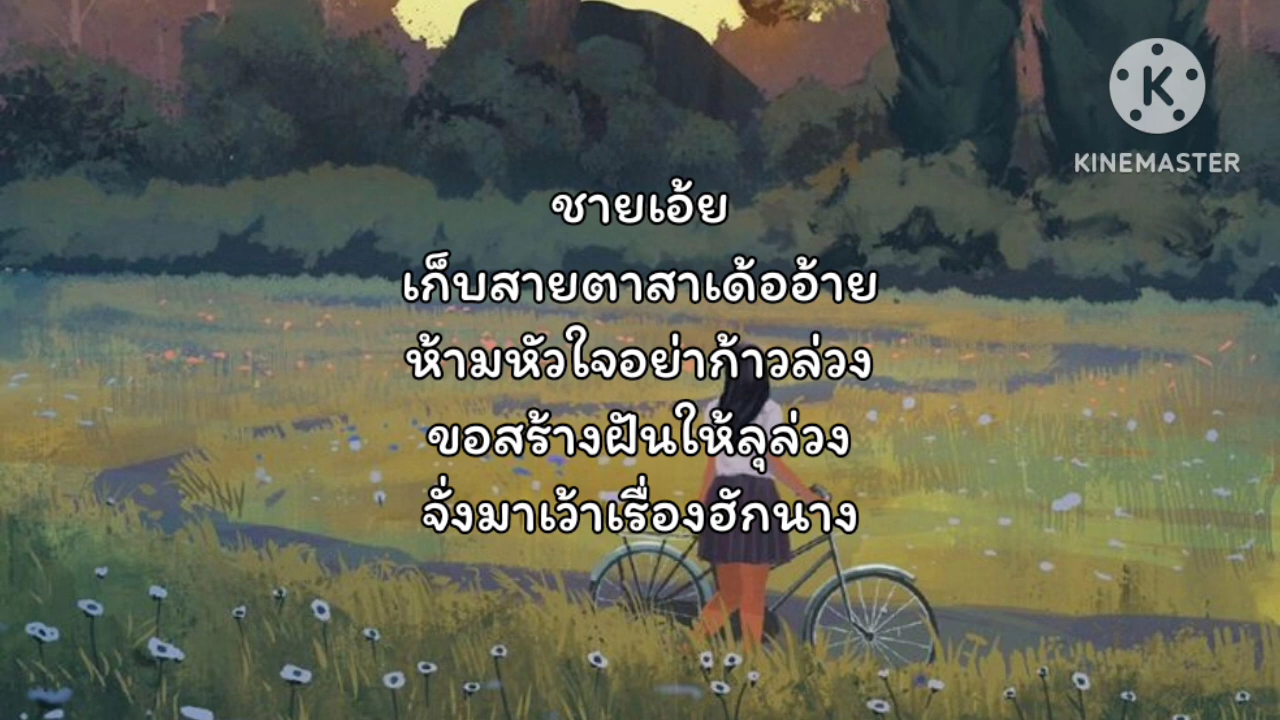 KINEMASTER
ชายเอ้ย
เก็บสายตาสาเด้ออ้าย
ห้ามหัวใจอย่าก้าวล่วง
ขอสร้างฝันให้ลุล่วง
จั่งมาเว้าเรื่องฮักนาง